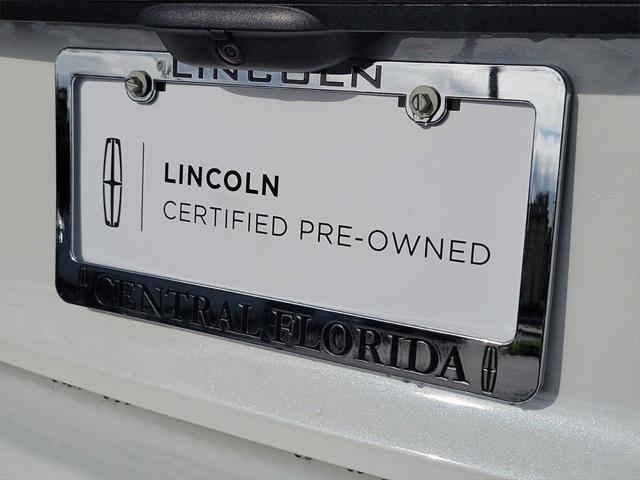 LINCOLN
LINCOLN
CERTIFIED PRE-OWNED
CENTRAL FLORIDA